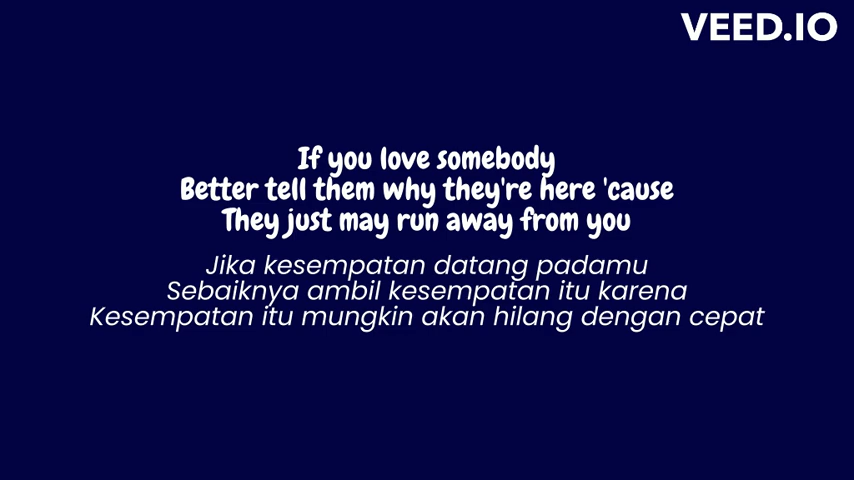 VEED.IO
If you love somebody
Better tell them why they're here 'cause
They just may run away from you
Jika kesempatan datang padamu
Sebaiknya ambil kesempatan itu karena
Kesempatan itu mungkin akan hilang dengan cepat